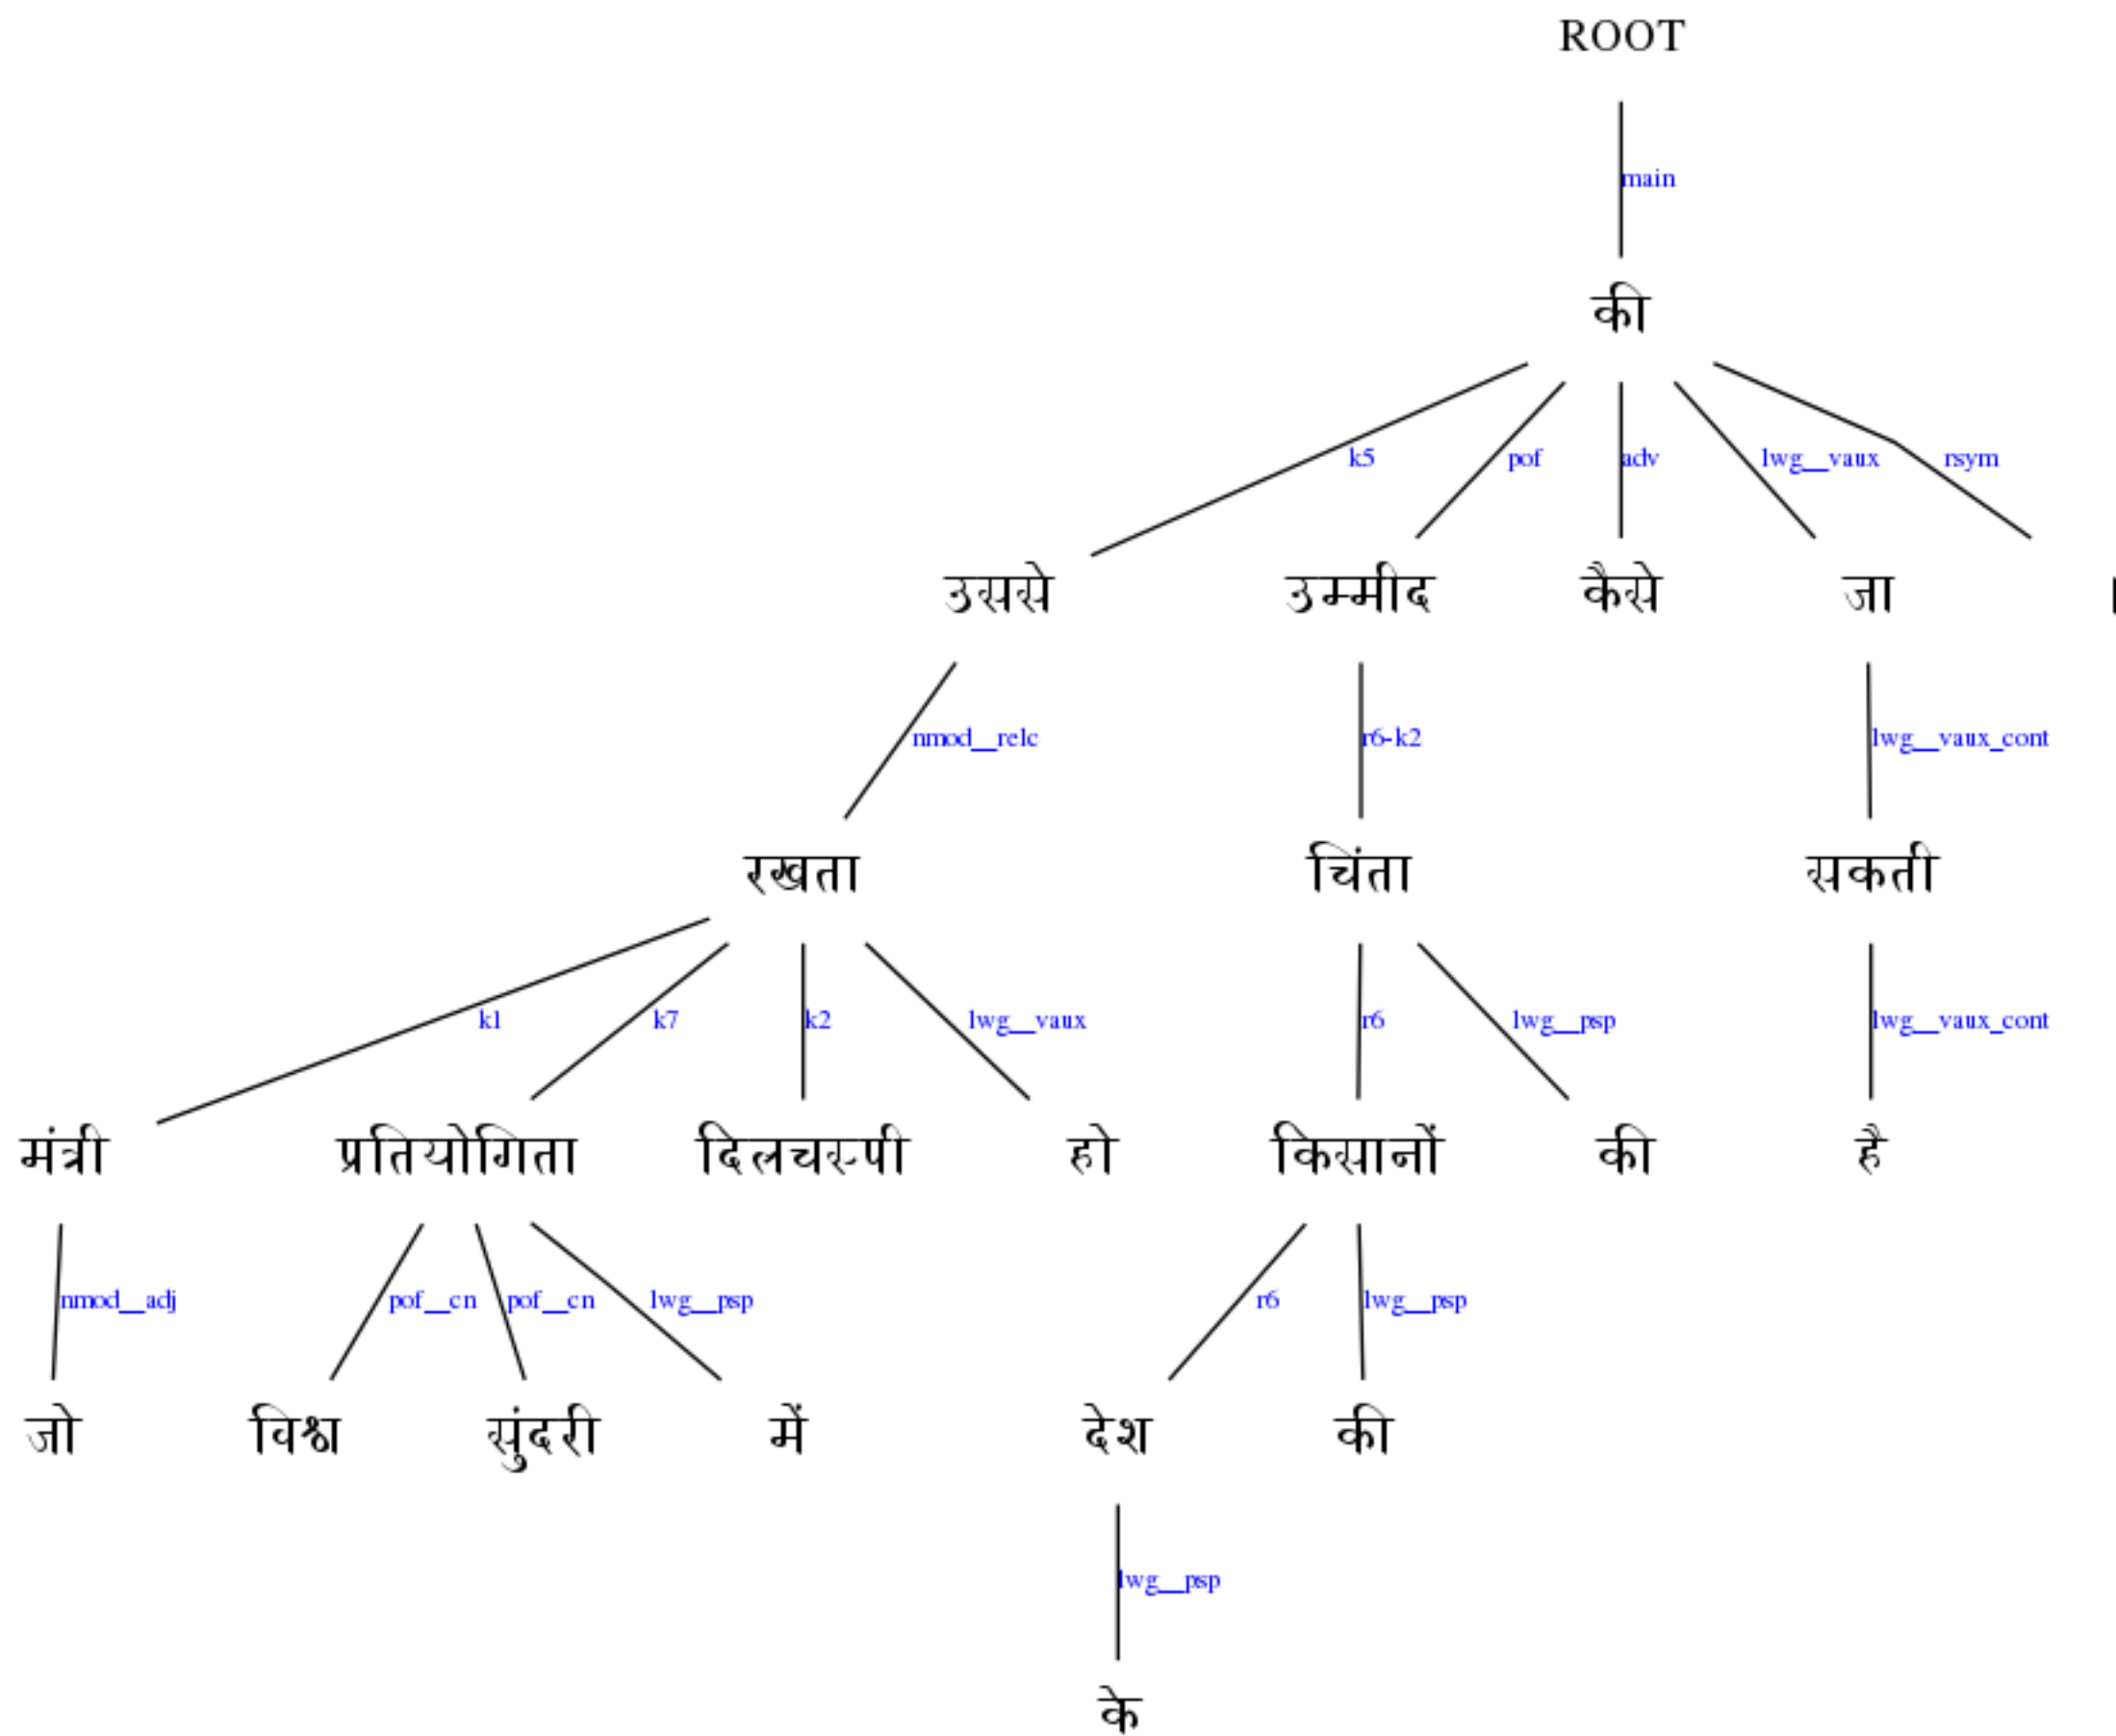 ROOT
main
की
k5 pof adv lwg__vaux rsym
उससे उम्मीद कैसे जा ।
nmod__relc r6-k2 lwg__vaux_cont
रखता चिंता सकती
k1 k7 k2 lwg__vaux r6 lwg__psp lwg__vaux_cont
मंत्री प्रतियोगिता दिलचस्पी हो किसानों की है
nmod__adj pof__cn pof__cn lwg__psp r6 lwg__psp
जो विश्व सुंदरी में देश की
lwg__psp
के